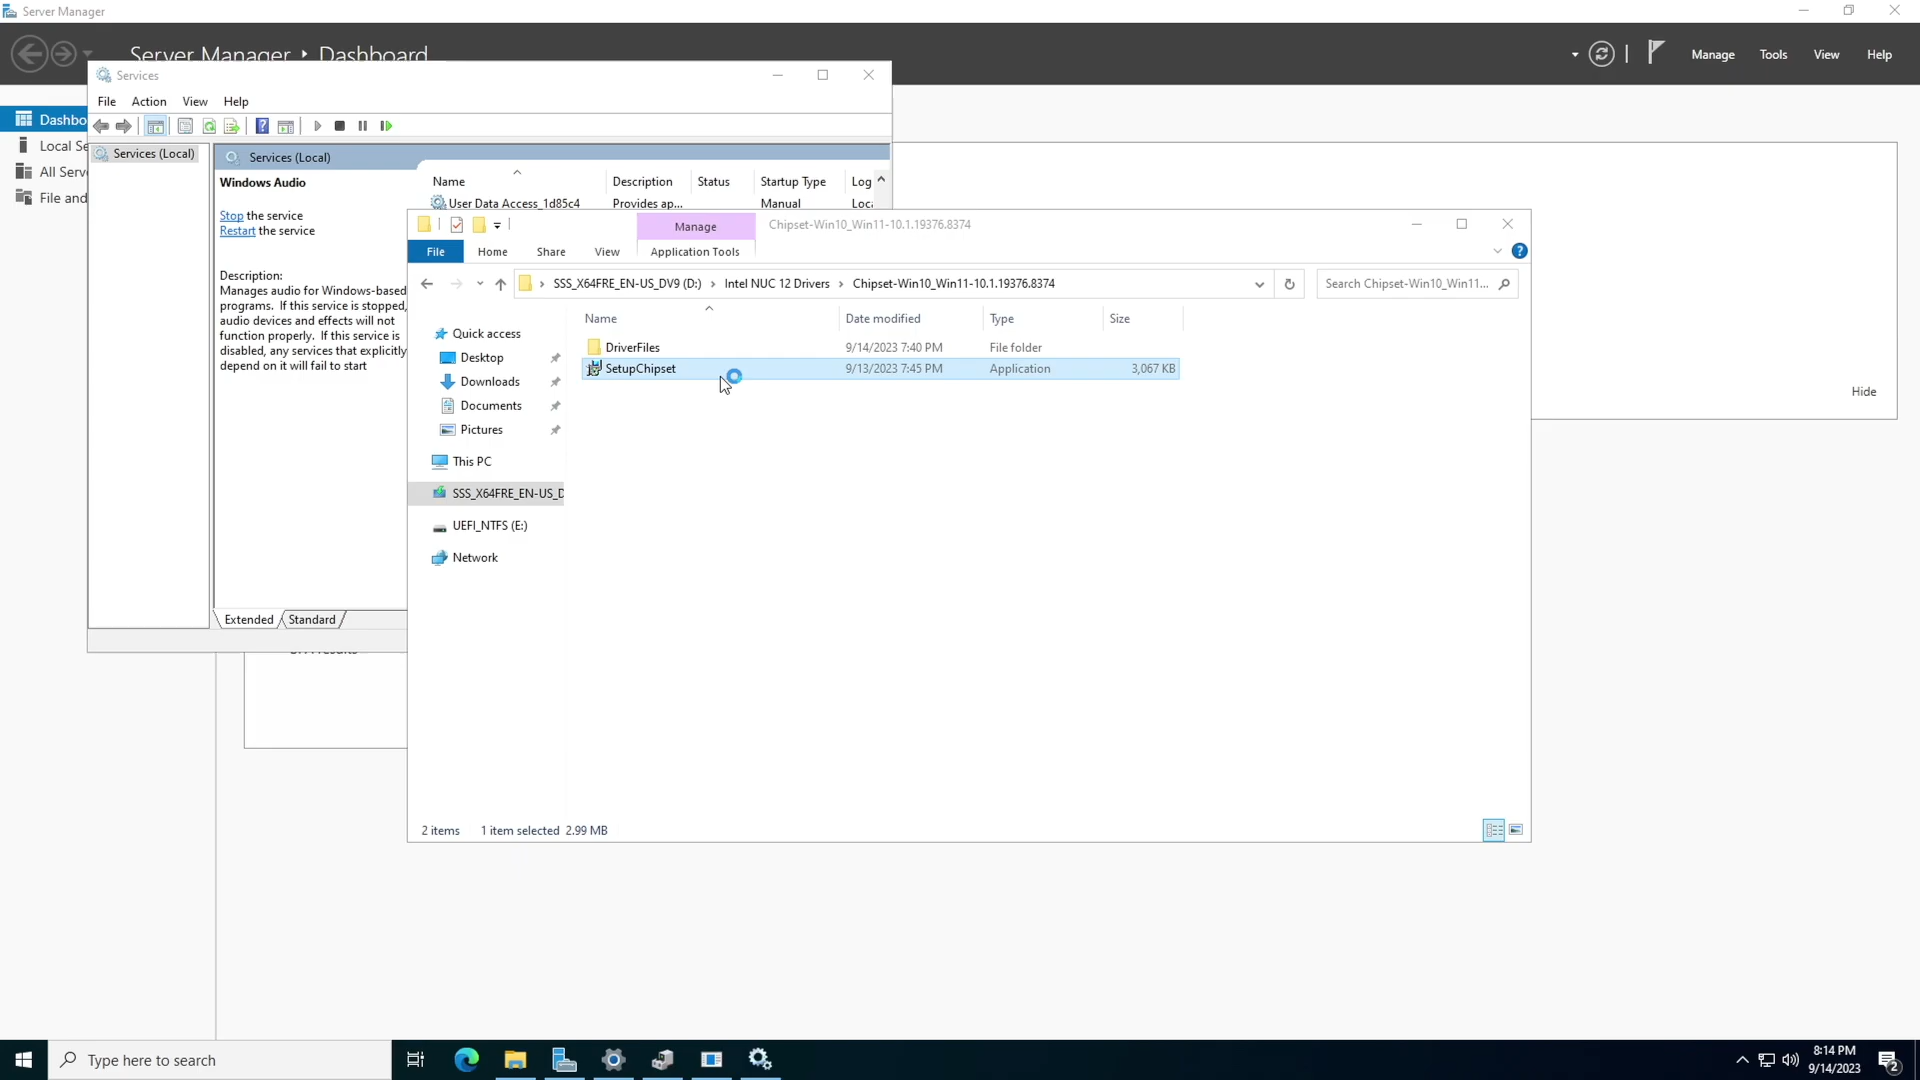 Server Manager
Server Manager • Dashboard
Manage
Tools
View
Help
Services
File
Action
View
Help
Dashbo
Local Se
All Serv
File and
Services (Local)
Services (Local)
Windows Audio
Stop the service
Restart the service
Description:
Manages audio for Windows-based
programs. If this service is stopped,
audio devices and effects will not
function properly. If this service is
disabled, any services that explicitly
depend on it will fail to start
Name
Description
Status
Startup Type
Log
User Data Access_1d85c4
Provides ap...
Manual
Loca
Extended
Standard
Manage
Chipset-Win10_Win11-10.1.19376.8374
File
Home
Share
View
Application Tools
SSS_X64FRE_EN-US_DV9 (D:) › Intel NUC 12 Drivers › Chipset-Win10_Win11-10.1.19376.8374
Search Chipset-Win10_Win11...
Name
Date modified
Type
Size
DriverFiles
9/14/2023 7:40 PM
File folder
SetupChipset
9/13/2023 7:45 PM
Application
3,067 KB
Quick access
Desktop
Downloads
Documents
Pictures
This PC
SSS_X64FRE_EN-US_D
UEFI_NTFS (E:)
Network
2 items
1 item selected 2.99 MB
Hide
Type here to search
8:14 PM
9/14/2023
2